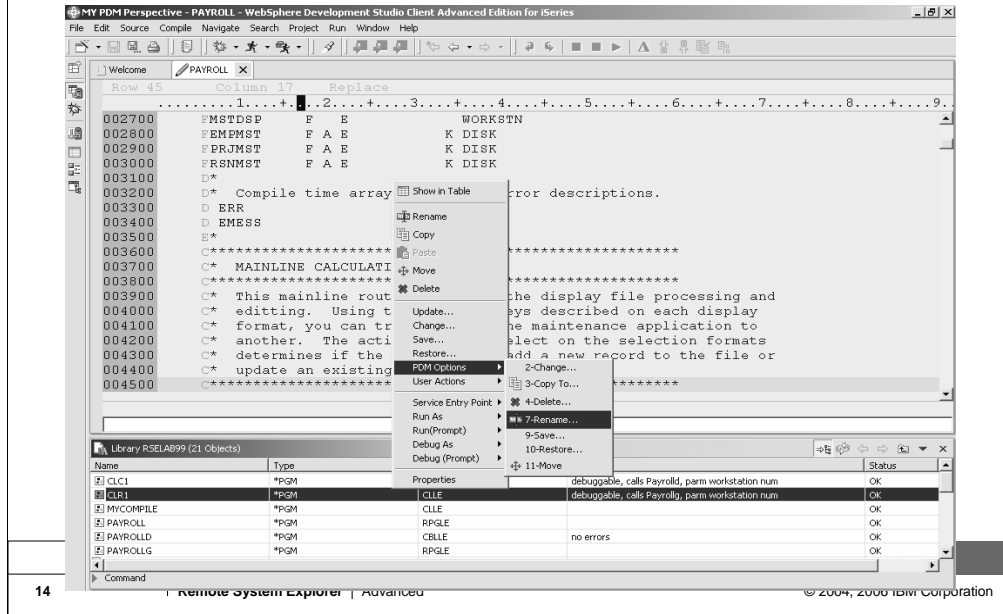 MY PDM Perspective - PAYROLL - WebSphere Development Studio Client Advanced Edition for iSeries
File Edit Source Compile Navigate Search Project Run Window Help
Welcome PAYROLL
Row 45 Column 17 Replace
.........1....+.. ..2....+....3....+....4....+....5....+....6....+....7....+....8....+....9..
002700 FMSTDSP F E WORKSTN
002800 FEMPMST F A E K DISK
002900 FPRJMST F A E K DISK
003000 FRSNMST F A E K DISK
003100 D*
003200 D* Compile time array rror descriptions.
003300 D ERR
003400 D EMESS
003500 E*
003600 C************************ ********************
003700 C* MAINLINE CALCULATI
003800 C************************ ********************
003900 C* This mainline rout the display file processing and
004000 C* editting. Using t eys described on each display
004100 C* format, you can tr he maintenance application to
004200 C* another. The acti elect on the selection formats
004300 C* determines if the add a new record to the file or
004400 C* update an existing
004500 C************************ ********
Show in Table
Rename
Copy
Paste
Move
Delete
Update...
Change...
Save...
Restore...
PDM Options
User Actions
Service Entry Point
Run As
Run(Prompt)
Debug As
Debug (Prompt)
Properties
2-Change...
3-Copy To...
4-Delete...
7-Rename...
9-Save...
10-Restore...
11-Move
Library RSELAB99 (21 Objects)
Name Type Status
CLC1 *PGM debuggable, calls Payrolld, parm workstation num OK
CLR1 *PGM CLLE debuggable, calls Payrollg, parm workstation num OK
MYCOMPILE *PGM CLLE OK
PAYROLL *PGM RPGLE OK
PAYROLLD *PGM CBLLE no errors OK
PAYROLLG *PGM RPGLE OK
Command
14 Remote System Explorer | Advanced © 2004, 2006 IBM Corporation